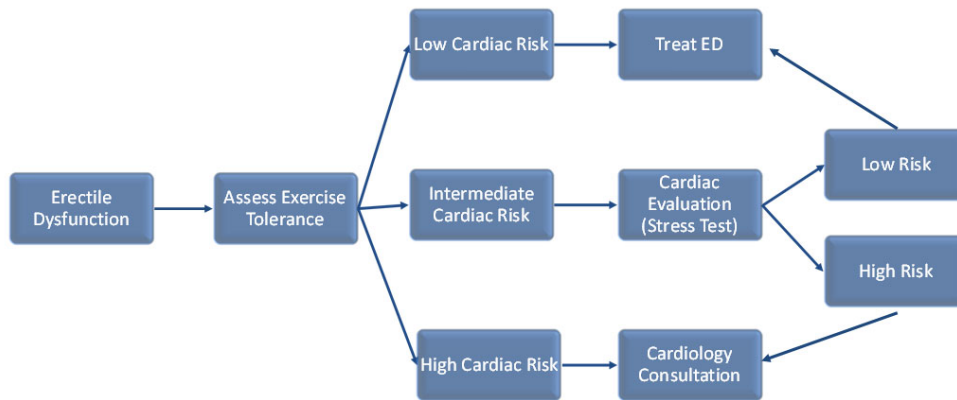 Erectile
Dysfunction
Assess Exercise
Tolerance
Low Cardiac Risk
Treat ED
Intermediate
Cardiac Risk
Cardiac
Evaluation
(Stress Test)
Low Risk
High Risk
High Cardiac Risk
Cardiology
Consultation